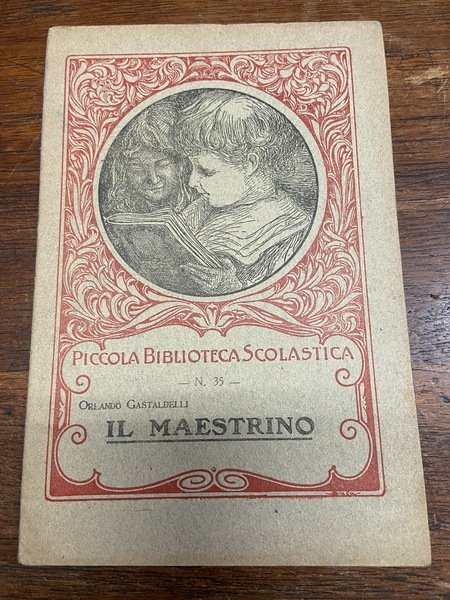 PICCOLA BIBLIOTECA SCOLASTICA
— N. 35 —
ORLANDO GASTALDELLI
IL MAESTRINO